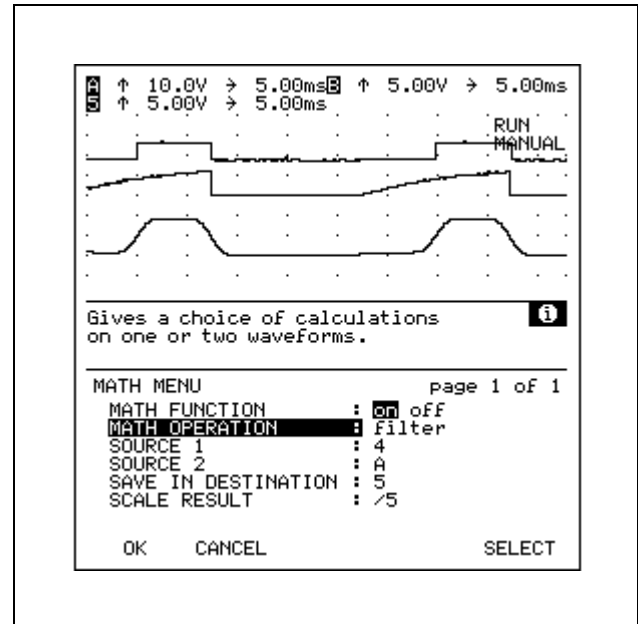 A ↑ 10.0V → 5.00ms B ↑ 5.00V → 5.00ms
5 ↑ 5.00V → 5.00ms
RUN
MANUAL
Gives a choice of calculations
on one or two waveforms.
i
MATH MENU page 1 of 1
MATH FUNCTION : on off
MATH OPERATION : filter
SOURCE 1 : 4
SOURCE 2 : A
SAVE IN DESTINATION : 5
SCALE RESULT : /5
OK CANCEL SELECT